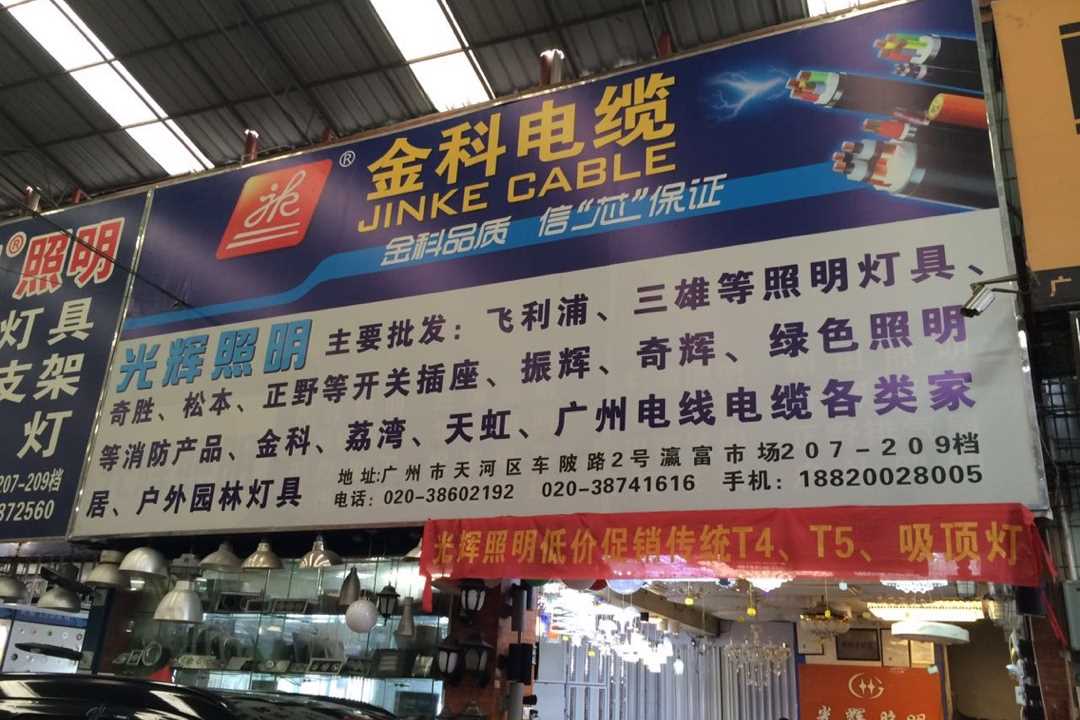 ®
照明
灯具
支架
灯
207-209档
872560
®
金科电缆
JINKE CABLE
金科品质 信“芯”保证
光辉照明 主要批发：飞利浦、三雄等照明灯具、
奇胜、松本、正野等开关插座、振辉、奇辉、绿色照明
等消防产品、金科、荔湾、天虹、广州电线电缆各类家
居、户外园林灯具
地址:广州市天河区车陂路2号瀛富市场207-209档
电话：020-38602192 020-38741616 手机：18820028005
光辉照明低价促销传统T4、T5、吸顶灯
广
光辉照明